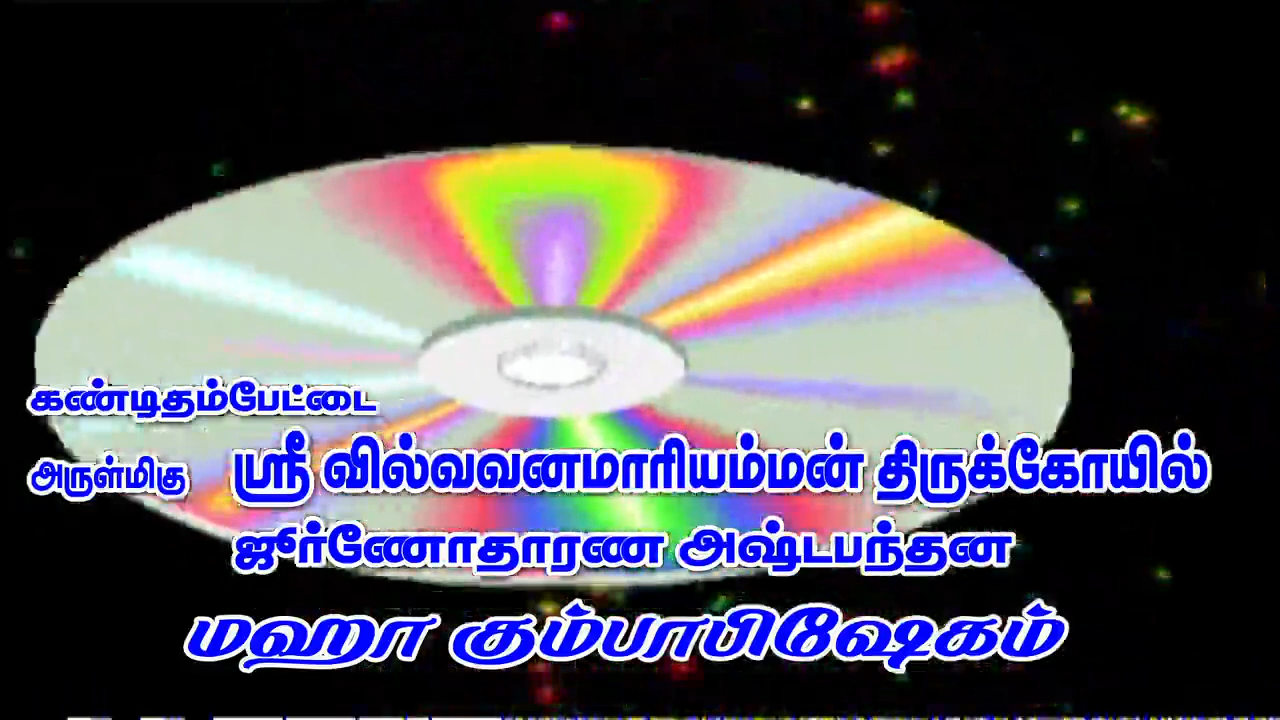 கண்டிதம்பேட்டை
அருள்மிகு ஸ்ரீ வில்வவனமாரியம்மன் திருக்கோயில்
ஜூர்ணோதாரண அஷ்டபந்தன
மஹா கும்பாபிஷேகம்